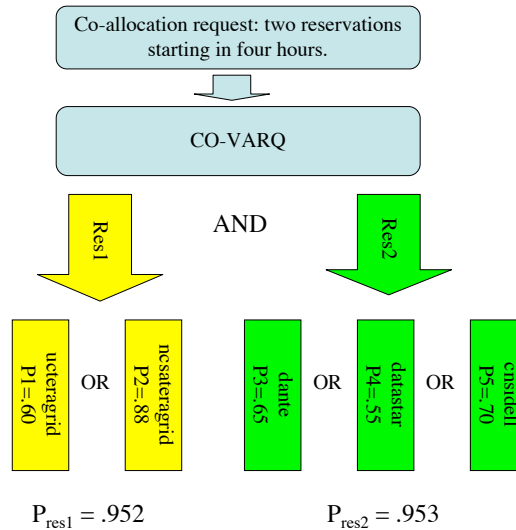 Co-allocation request: two reservations
starting in four hours.
CO-VARQ
Res1
AND
Res2
ucteragrid
P1=.60
OR
ncsateragrid
P2=.88
dante
P3=.65
OR
datastar
P4=.55
OR
cnsidell
P5=.70
Pres1 = .952
Pres2 = .953